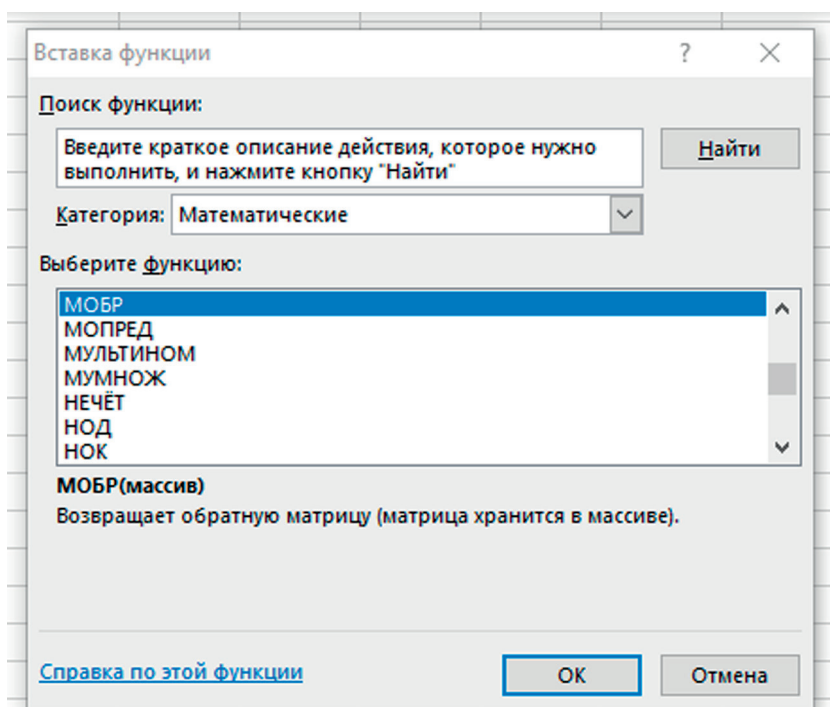 Вставка функции
?
Поиск функции:
Введите краткое описание действия, которое нужно
выполнить, и нажмите кнопку "Найти"
Найти
Категория: Математические
Выберите функцию:
МОБР
МОПРЕД
МУЛЬТИНОМ
МУМНОЖ
НЕЧЁТ
НОД
НОК
МОБР(массив)
Возвращает обратную матрицу (матрица хранится в массиве).
Справка по этой функции
ОК
Отмена